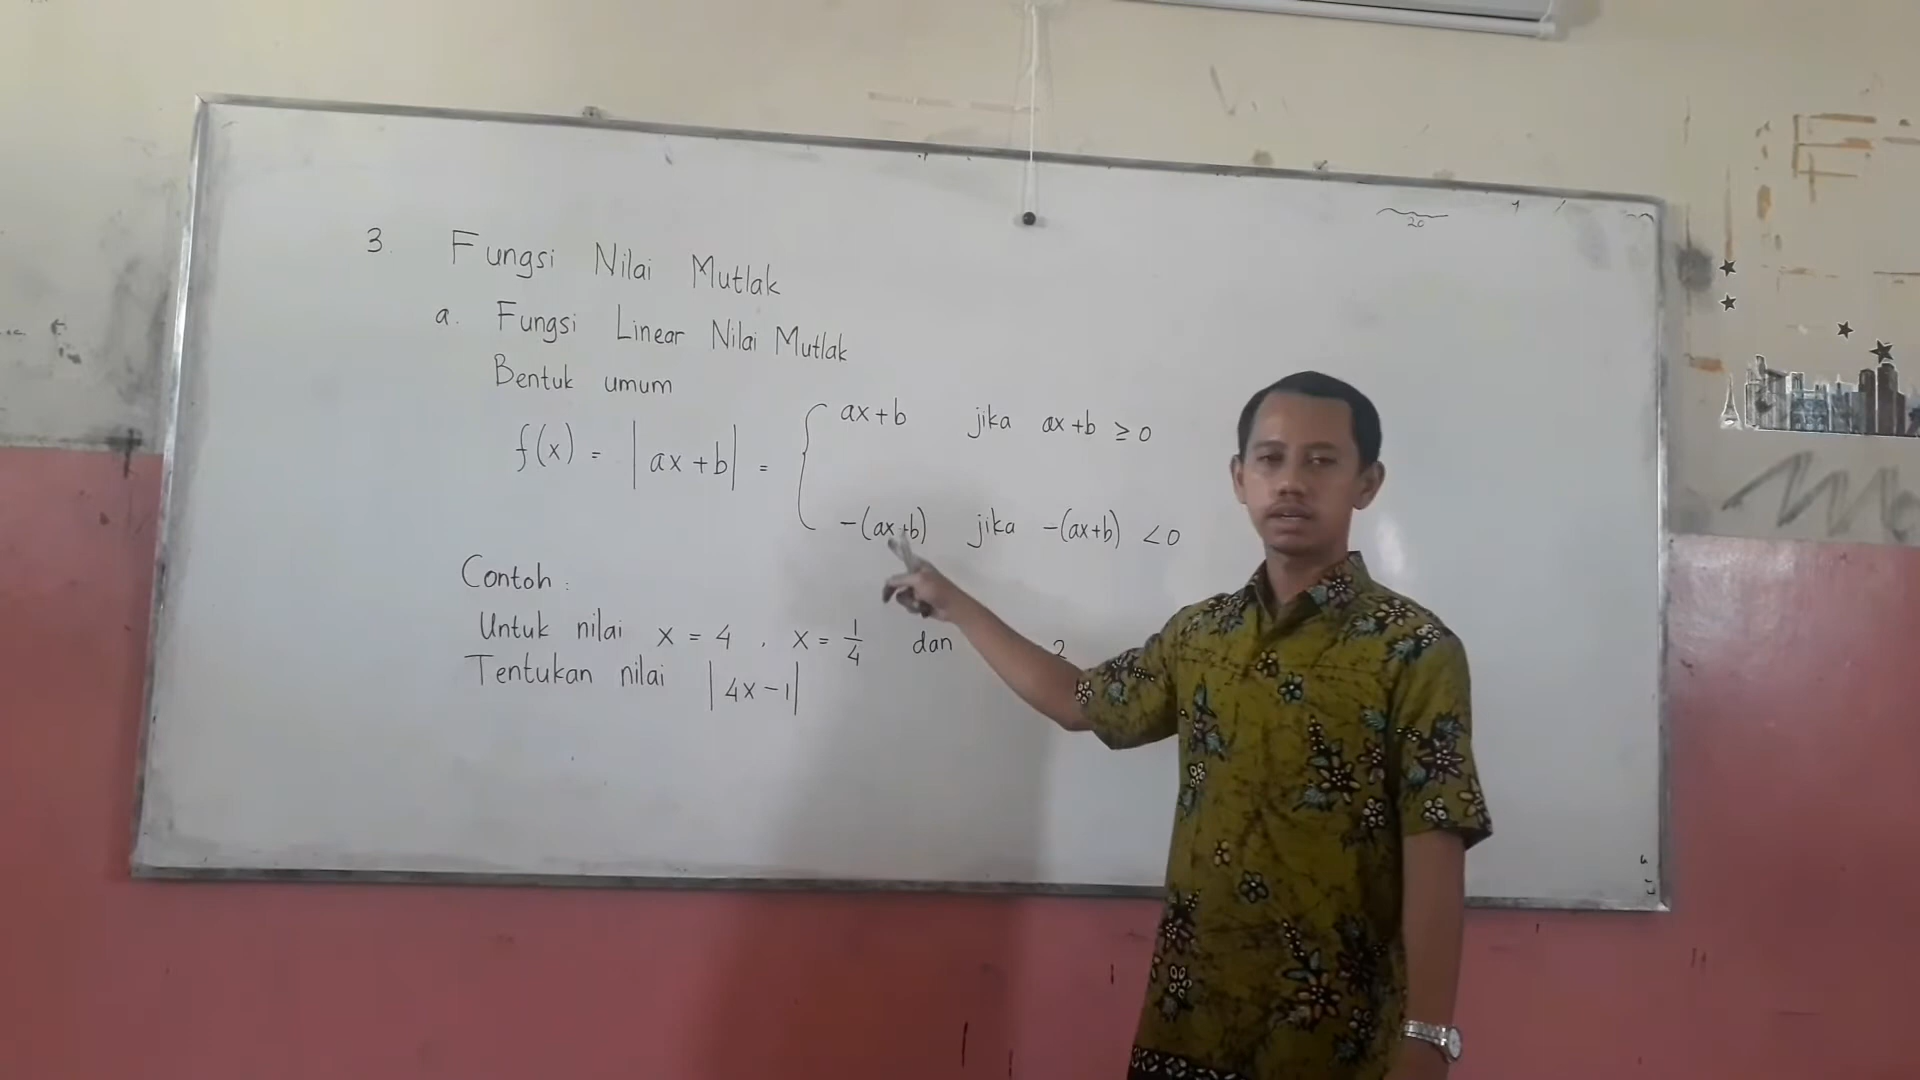 20
3. Fungsi Nilai Mutlak
a. Fungsi Linear Nilai Mutlak
Bentuk umum
f(x) = |ax+b| = { ax+b jika ax+b ≥ 0
-(ax+b) jika -(ax+b) < 0
Contoh :
Untuk nilai x = 4 , x = 1/4 dan 2
Tentukan nilai |4x-1|